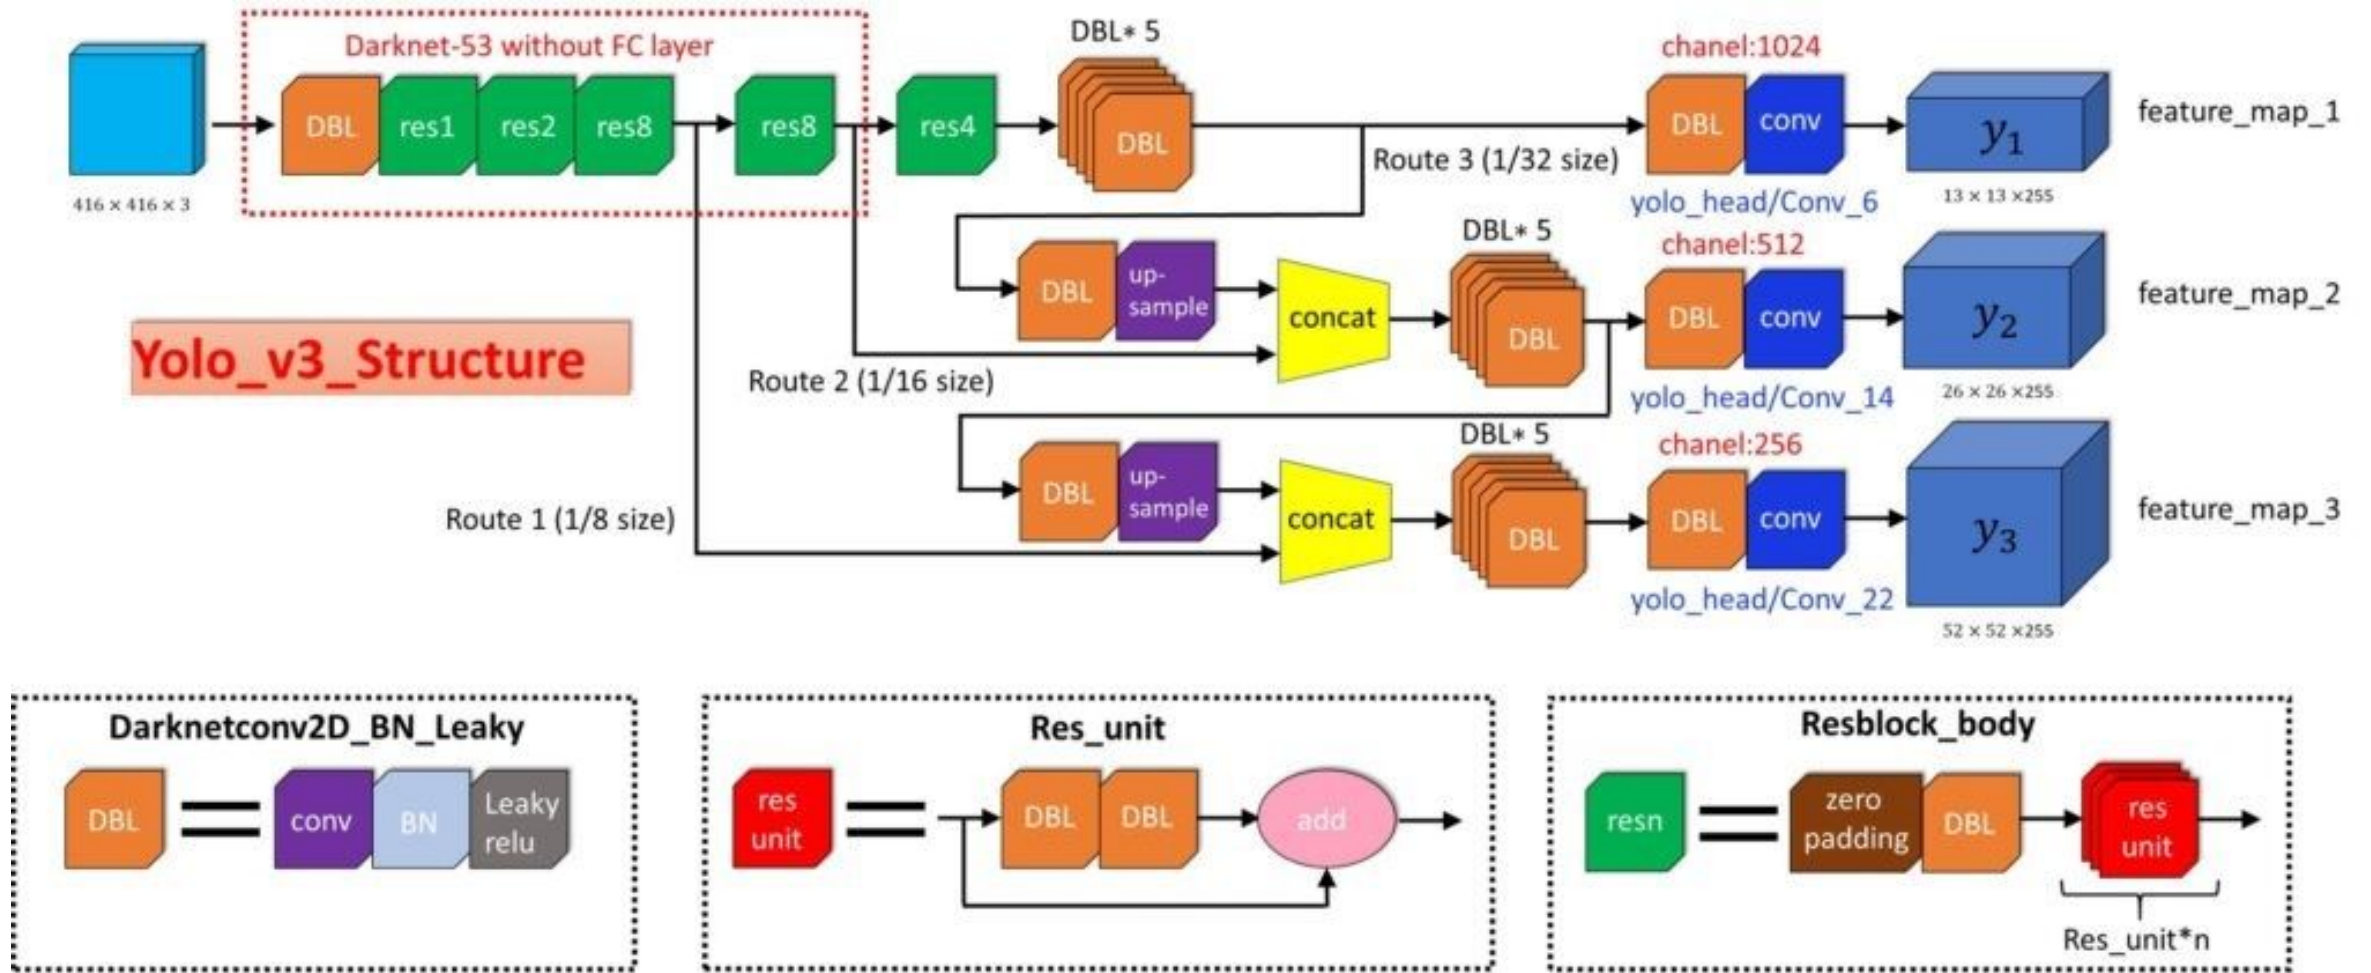 Darknet-53 without FC layer
416 × 416 × 3
DBL
res1
res2
res8
res8
res4
DBL* 5
DBL
Route 3 (1/32 size)
chanel:1024
DBL
conv
yolo_head/Conv_6
y1
13 × 13 ×255
feature_map_1
DBL
up-
sample
concat
DBL* 5
DBL
Route 2 (1/16 size)
chanel:512
DBL
conv
yolo_head/Conv_14
y2
26 × 26 ×255
feature_map_2
Yolo_v3_Structure
DBL
up-
sample
concat
DBL* 5
DBL
Route 1 (1/8 size)
chanel:256
DBL
conv
yolo_head/Conv_22
y3
52 × 52 ×255
feature_map_3
Darknetconv2D_BN_Leaky
DBL
conv
BN
Leaky
relu
Res_unit
res
unit
DBL
DBL
add
Resblock_body
resn
zero
padding
DBL
res
unit
Res_unit*n